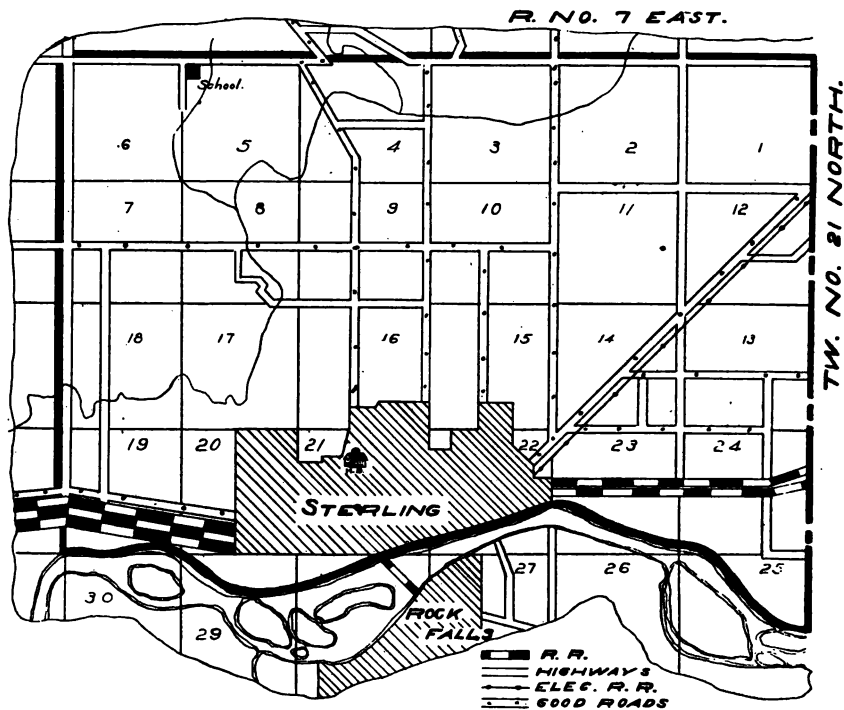 R. NO. 7 EAST.
TW. NO. 21 NORTH.
School.
6 5 4 3 2 1
7 8 9 10 11 12
18 17 16 15 14 13
19 20 21 22 23 24
H.S.
STERLING
30 29 27 26 25
ROCK
FALLS
R. R.
HIGHWAYS
ELEC. R. R.
GOOD ROADS